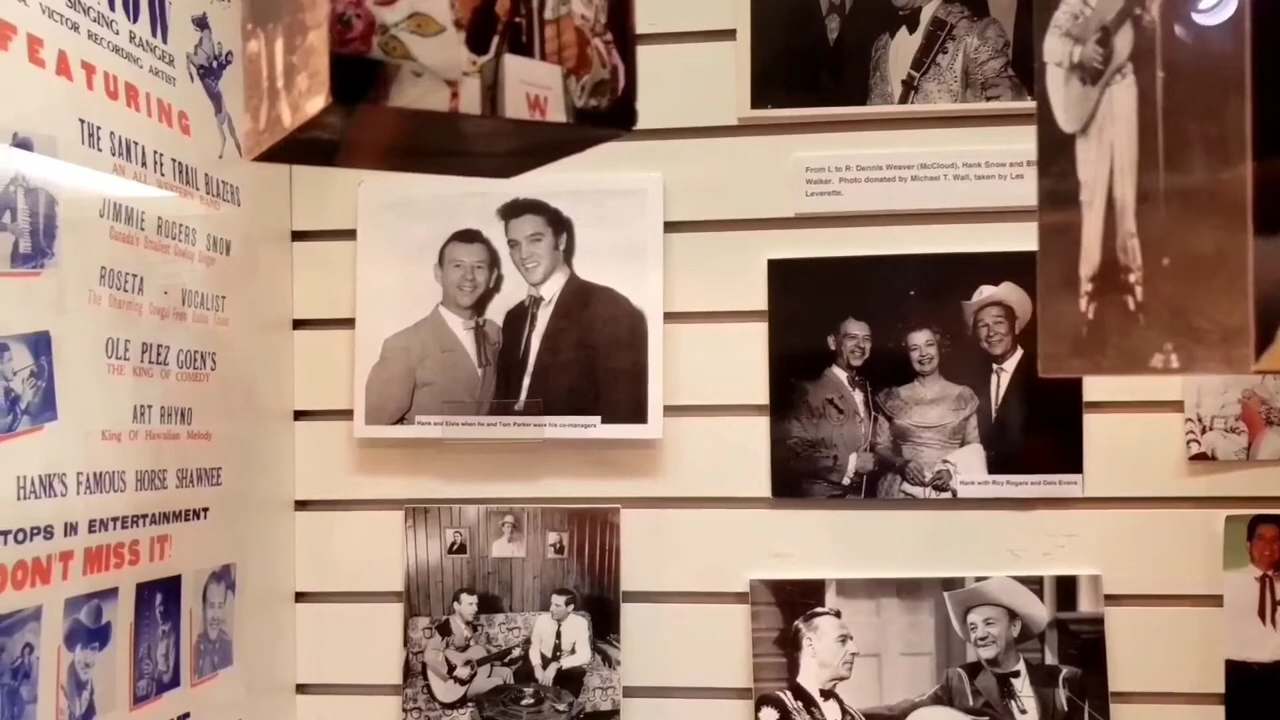 SINGING RANGER
VICTOR RECORDING ARTIST
FEATURING
THE SANTA FE TRAIL BLAZERS
AN ALL WESTERN BAND
JIMMIE ROGERS SNOW
Canada's Smallest Cowboy Singer
ROSETA - VOCALIST
The Charming Cowgirl From
OLE PLEZ GOEN'S
THE KING OF COMEDY
ART RHYNO
King Of Hawaiian Melody
HANK'S FAMOUS HORSE SHAWNEE
TOPS IN ENTERTAINMENT
DON'T MISS IT!
W
From L to R: Dennis Weaver (McCloud), Hank Snow and
Walker. Photo donated by Michael T. Wall, taken by Les
Leverette.
Hank and Elvis when he and Tom Parker were his co-managers
Hank with Roy Rogers and Dale Evans